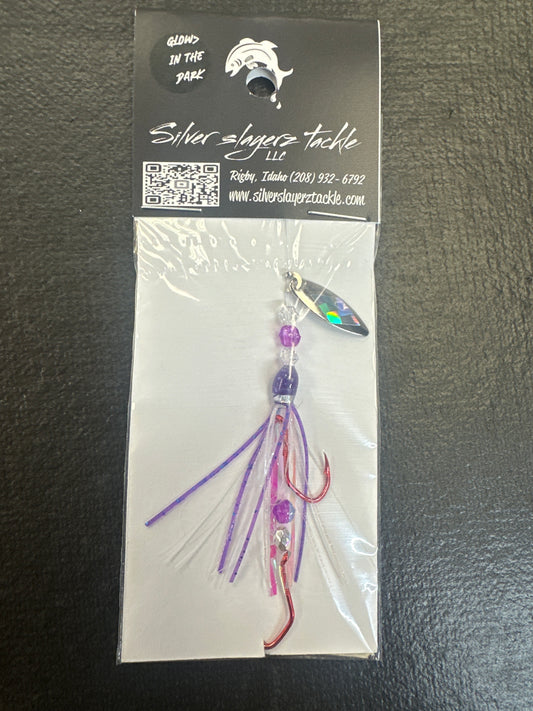 GLOWS
IN THE
DARK
Silver slayerz tackle
LLC
Rigby, Idaho (208) 932-6792
www.silverslayerztackle.com